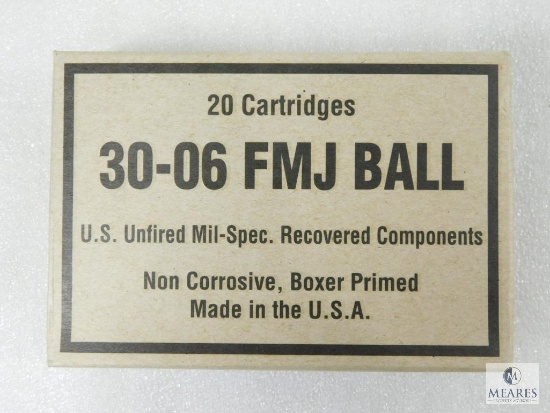 20 Cartridges
30-06 FMJ BALL
U.S. Unfired Mil-Spec. Recovered Components
Non Corrosive, Boxer Primed
Made in the U.S.A.
MEARES